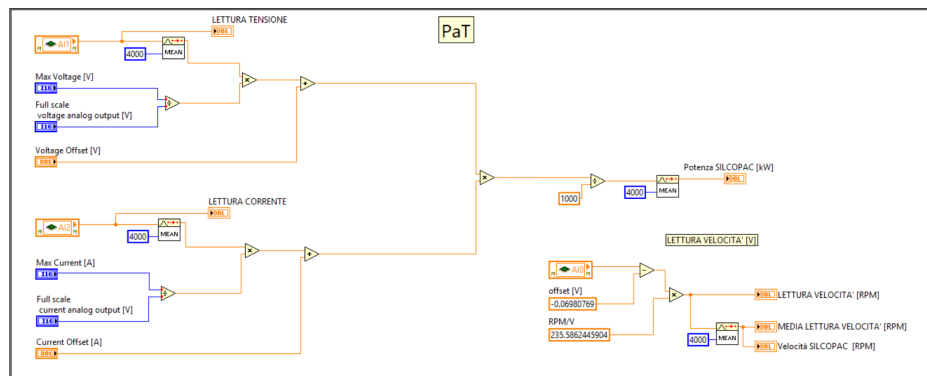 PaT
LETTURA TENSIONE
AI1
DBL
4000
MEAN
Max Voltage [V]
I16
Full scale
voltage analog output [V]
I16
Voltage Offset [V]
DBL
Potenza SILCOPAC [kW]
DBL
1000
4000
MEAN
LETTURA CORRENTE
DBL
AI2
4000
MEAN
Max Current [A]
I16
Full scale
current analog output [V]
I16
Current Offset [A]
DBL
LETTURA VELOCITA' [V]
AI0
offset [V]
-0.06980769
RPM/V
235.5862445904
DBL LETTURA VELOCITA' [RPM]
DBL MEDIA LETTURA VELOCITA' [RPM]
4000
MEAN
DBL Velocità SILCOPAC [RPM]